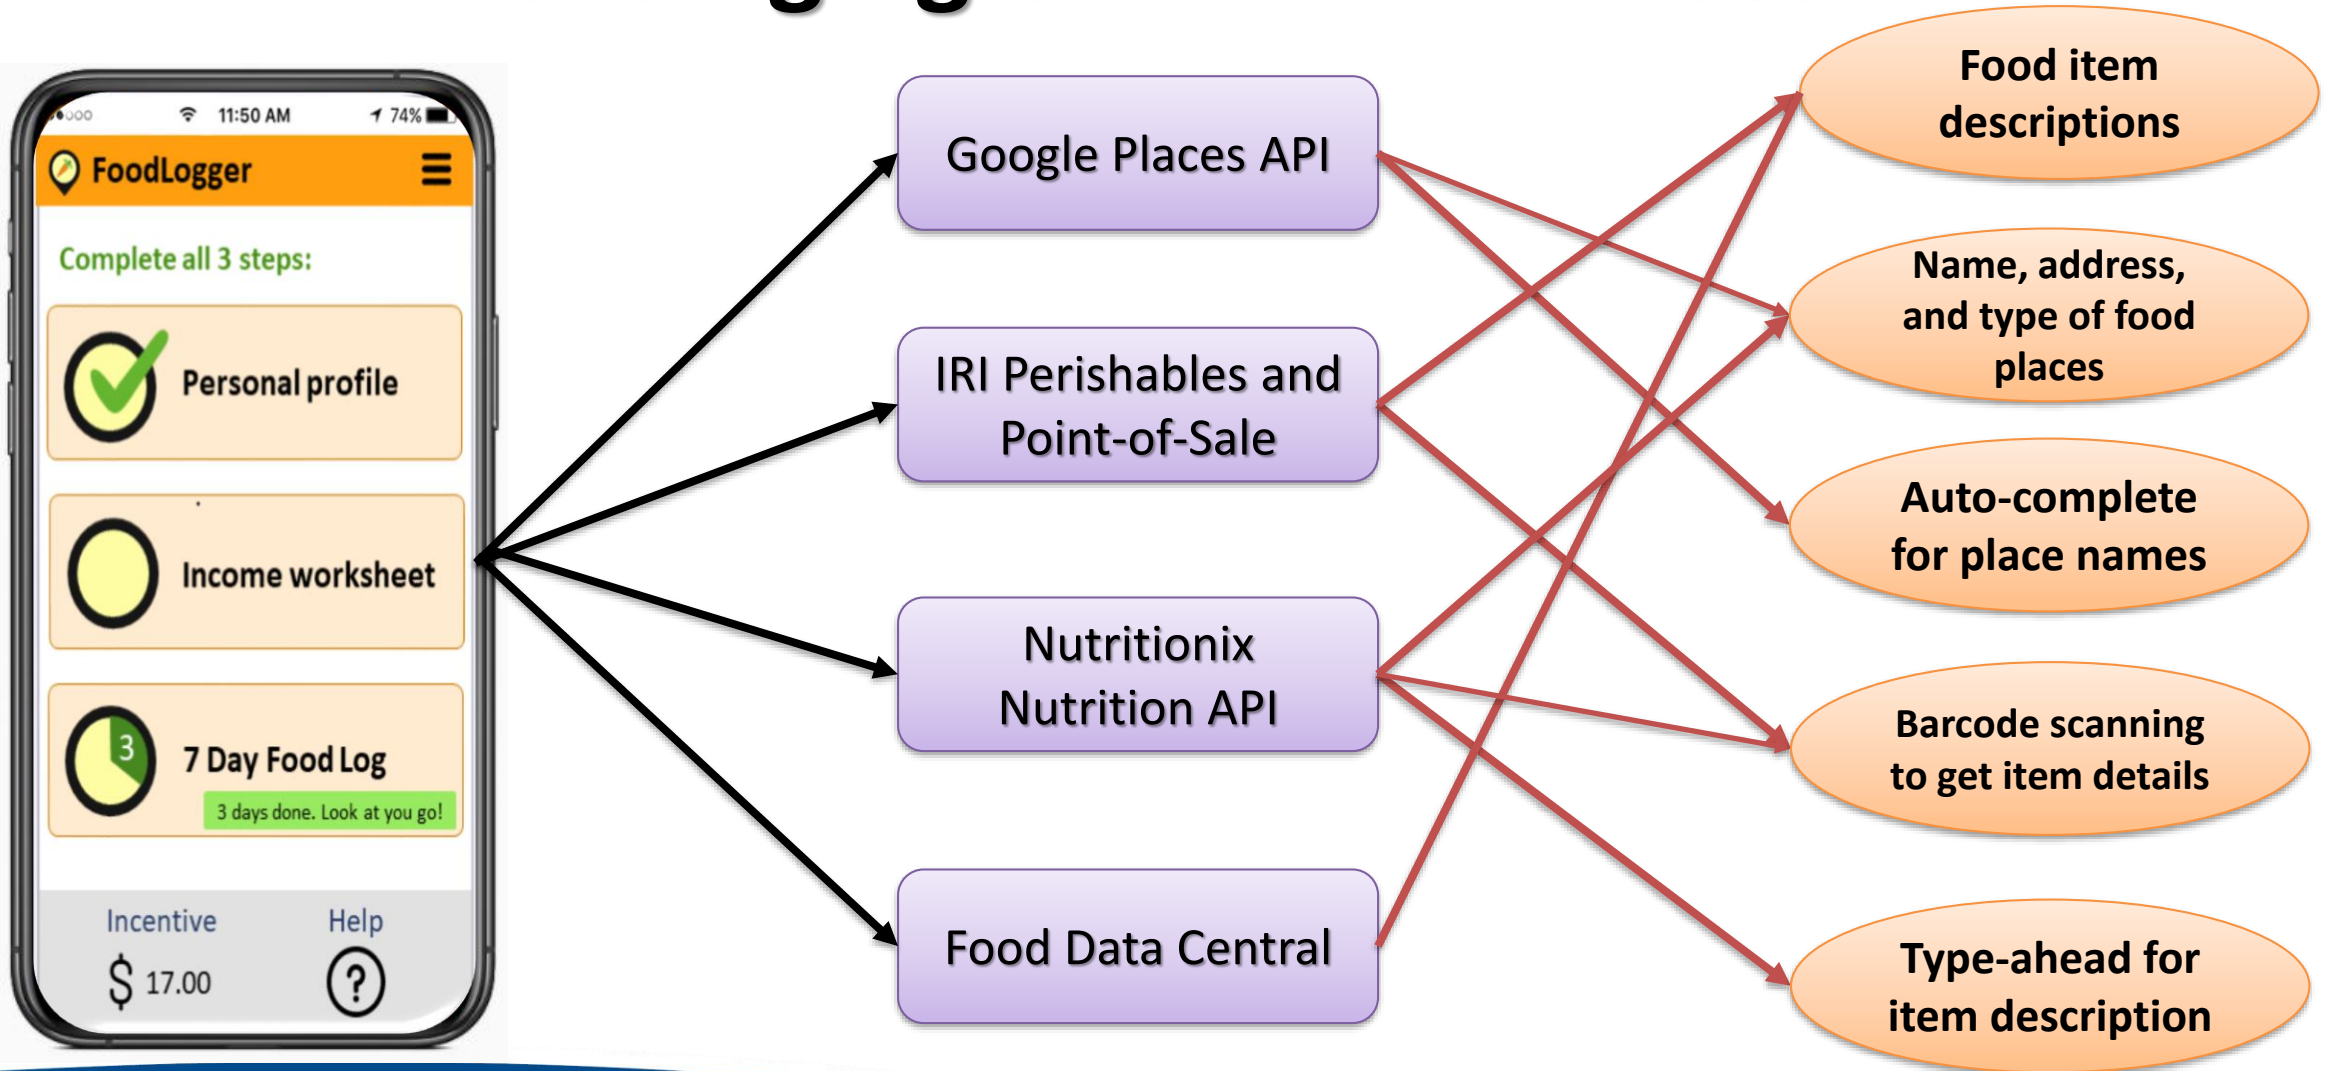 11:50 AM
74%
FoodLogger
Complete all 3 steps:
Personal profile
Income worksheet
3
7 Day Food Log
3 days done. Look at you go!
Incentive
Help
$ 17.00
?
Google Places API
IRI Perishables and
Point-of-Sale
Nutritionix
Nutrition API
Food Data Central
Food item
descriptions
Name, address,
and type of food
places
Auto-complete
for place names
Barcode scanning
to get item details
Type-ahead for
item description